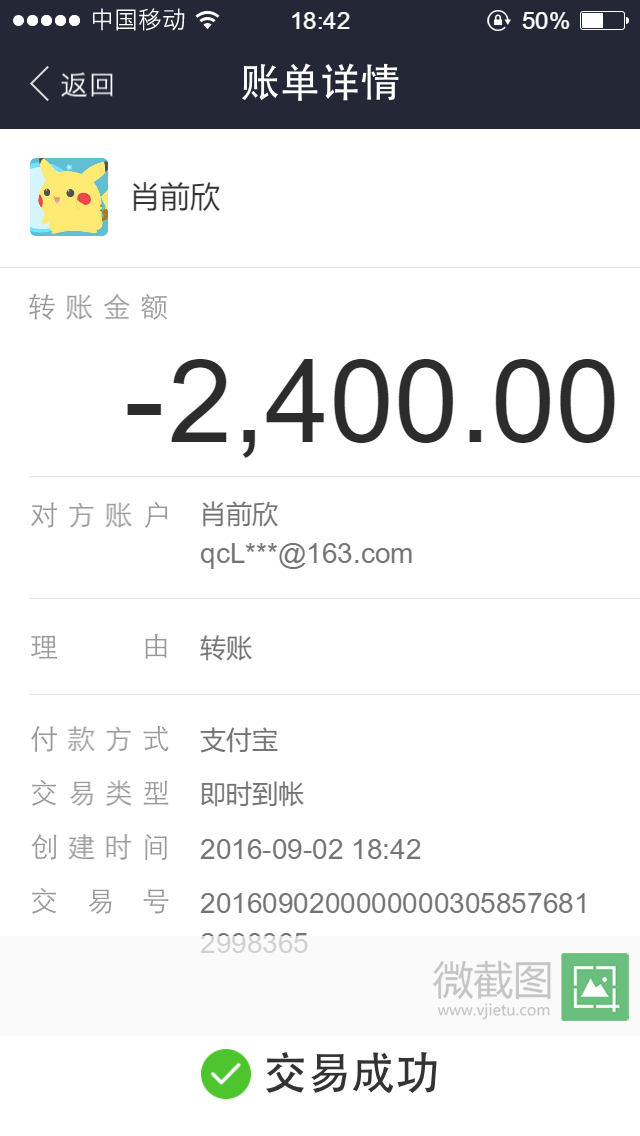 中国移动 18:42 50%
返回 账单详情
肖前欣
转账金额
-2,400.00
对方账户 肖前欣
qcL***@163.com
理由 转账
付款方式 支付宝
交易类型 即时到帐
创建时间 2016-09-02 18:42
交易号 2016090200000000305857681
2998365
微截图
www.vjietu.com
交易成功